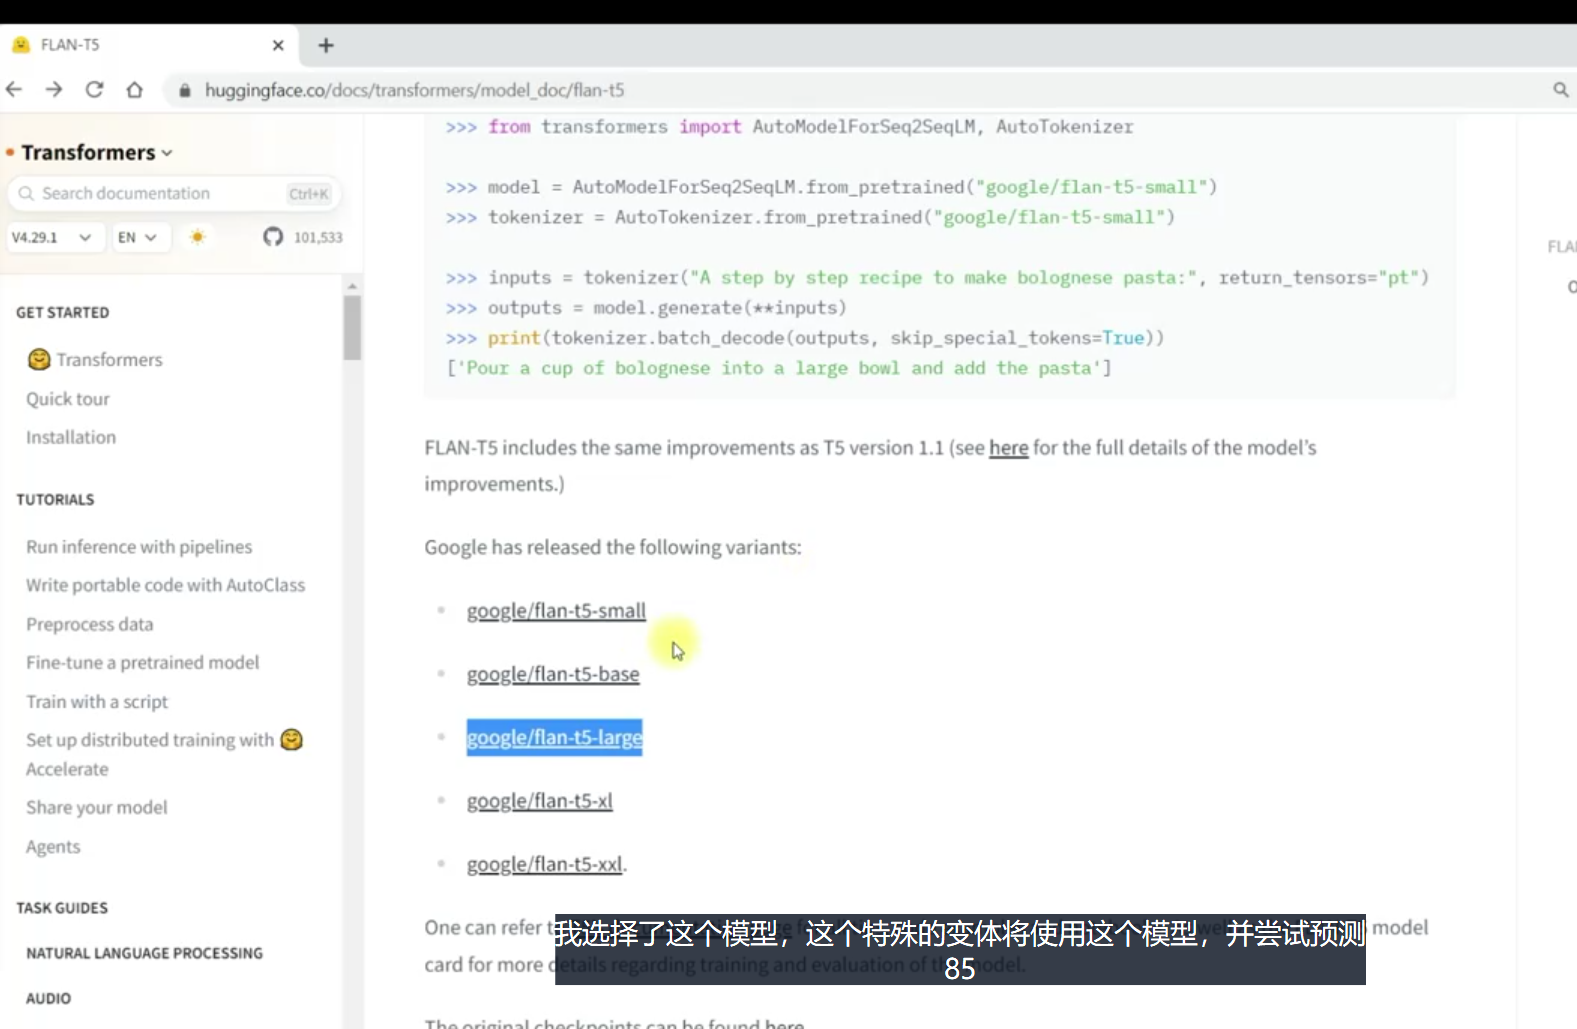 FLAN-T5
huggingface.co/docs/transformers/model_doc/flan-t5
Transformers
Search documentation Ctrl+K
V4.29.1 EN 101,533
GET STARTED
🤗 Transformers
Quick tour
Installation
TUTORIALS
Run inference with pipelines
Write portable code with AutoClass
Preprocess data
Fine-tune a pretrained model
Train with a script
Set up distributed training with 🤗
Accelerate
Share your model
Agents
TASK GUIDES
NATURAL LANGUAGE PROCESSING
AUDIO
>>> from transformers import AutoModelForSeq2SeqLM, AutoTokenizer
>>> model = AutoModelForSeq2SeqLM.from_pretrained("google/flan-t5-small")
>>> tokenizer = AutoTokenizer.from_pretrained("google/flan-t5-small")
>>> inputs = tokenizer("A step by step recipe to make bolognese pasta:", return_tensors="pt")
>>> outputs = model.generate(**inputs)
>>> print(tokenizer.batch_decode(outputs, skip_special_tokens=True))
['Pour a cup of bolognese into a large bowl and add the pasta']
FLAN-T5 includes the same improvements as T5 version 1.1 (see here for the full details of the model's
improvements.)
Google has released the following variants:
google/flan-t5-small
google/flan-t5-base
google/flan-t5-large
google/flan-t5-xl
google/flan-t5-xxl.
One can refer model
card for more details regarding training and evaluation of the model.
The original checkpoints can be found here.
我选择了这个模型，这个特殊的变体将使用这个模型，并尝试预测
85